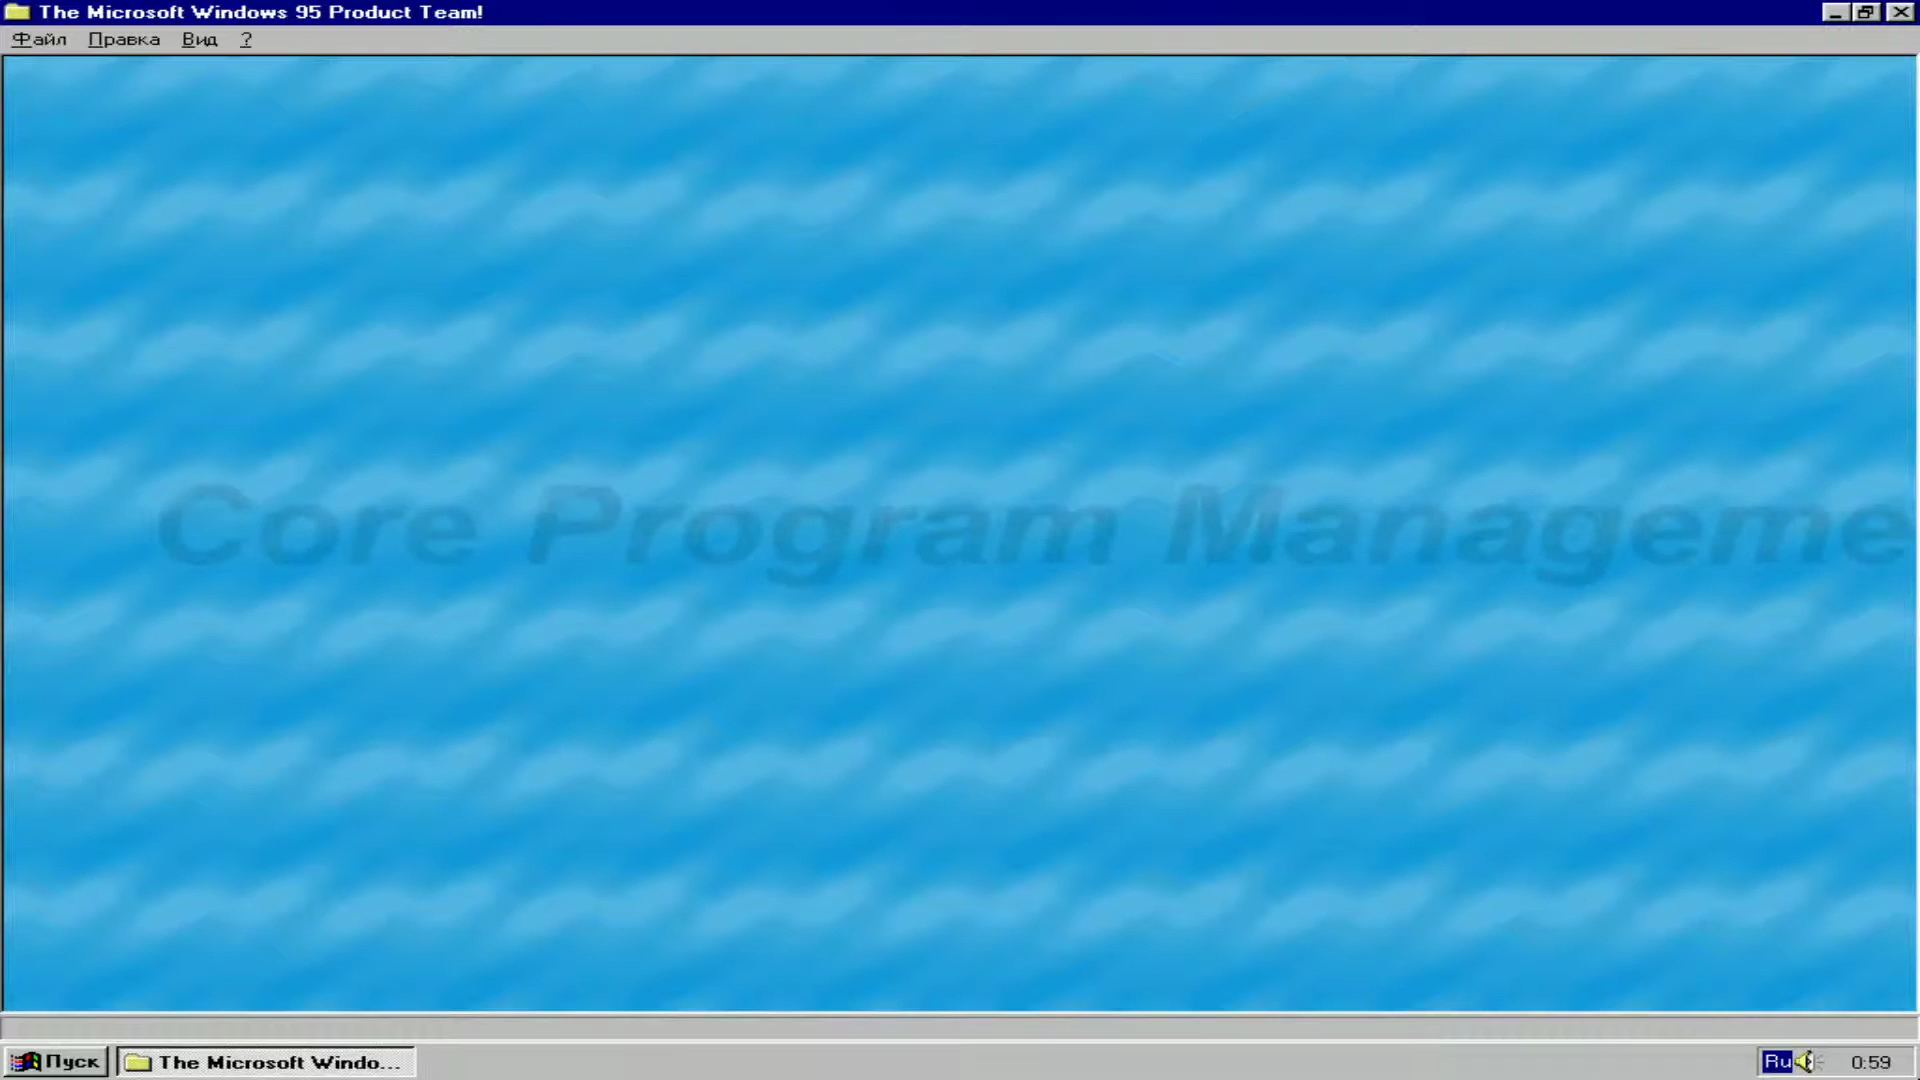 The Microsoft Windows 95 Product Team!
Файл Правка Вид ?
Core Program Manageme
Пуск The Microsoft Windo... Ru 0:59